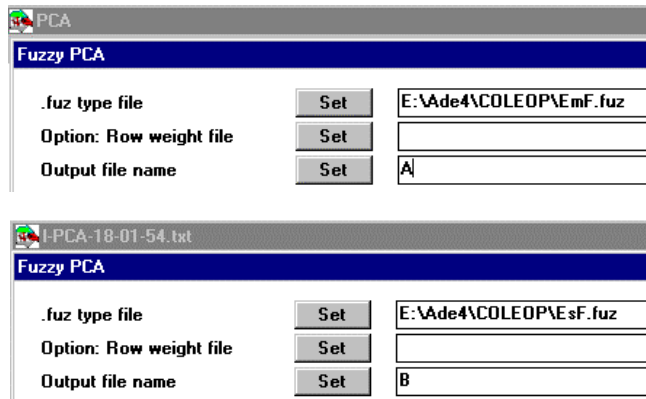 PCA
Fuzzy PCA
.fuz type file Set E:\Ade4\COLEOP\EmF.fuz
Option: Row weight file Set
Output file name Set A
I-PCA-18-01-54.txt
Fuzzy PCA
.fuz type file Set E:\Ade4\COLEOP\EsF.fuz
Option: Row weight file Set
Output file name Set B